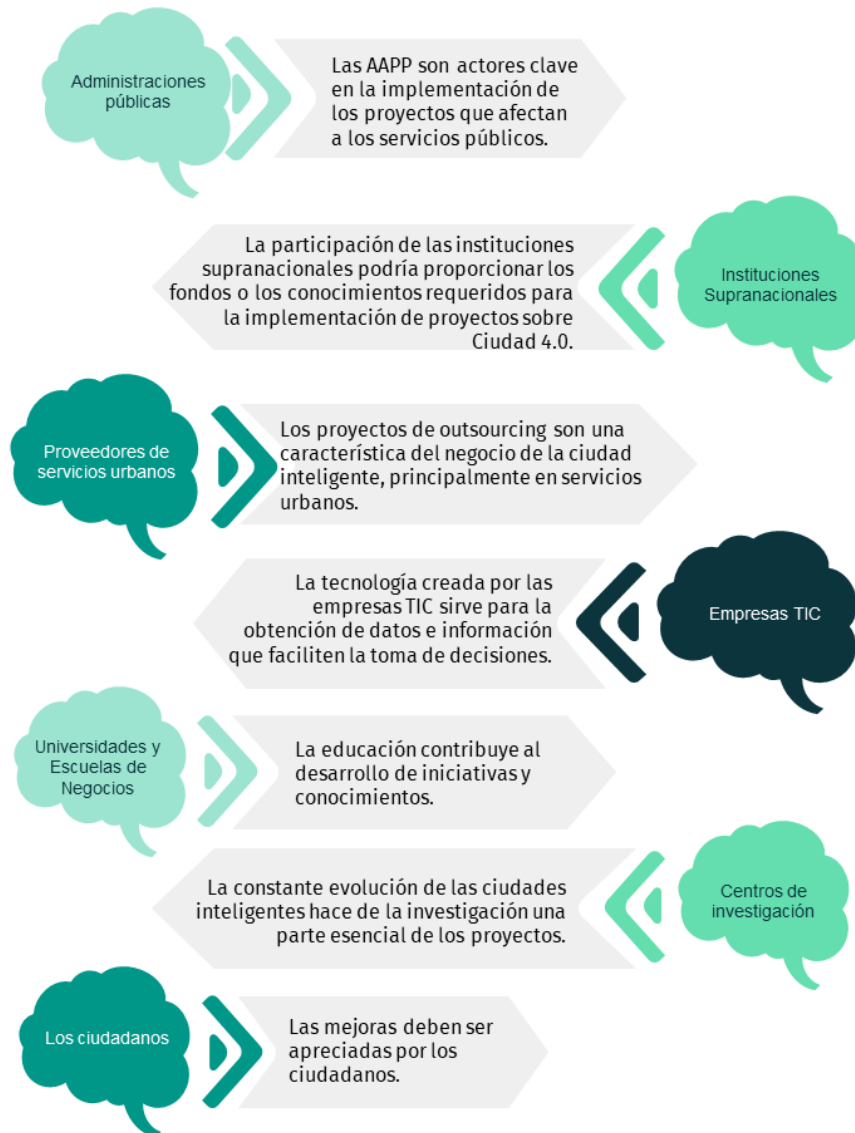 Administraciones
públicas
Las AAPP son actores clave
en la implementación de
los proyectos que afectan
a los servicios públicos.
La participación de las instituciones
supranacionales podría proporcionar los
fondos o los conocimientos requeridos para
la implementación de proyectos sobre
Ciudad 4.0.
Instituciones
Supranacionales
Proveedores de
servicios urbanos
Los proyectos de outsourcing son una
característica del negocio de la ciudad
inteligente, principalmente en servicios
urbanos.
La tecnología creada por las
empresas TIC sirve para la
obtención de datos e información
que faciliten la toma de decisiones.
Empresas TIC
Universidades y
Escuelas de
Negocios
La educación contribuye al
desarrollo de iniciativas y
conocimientos.
La constante evolución de las ciudades
inteligentes hace de la investigación una
parte esencial de los proyectos.
Centros de
investigación
Los ciudadanos
Las mejoras deben ser
apreciadas por los
ciudadanos.